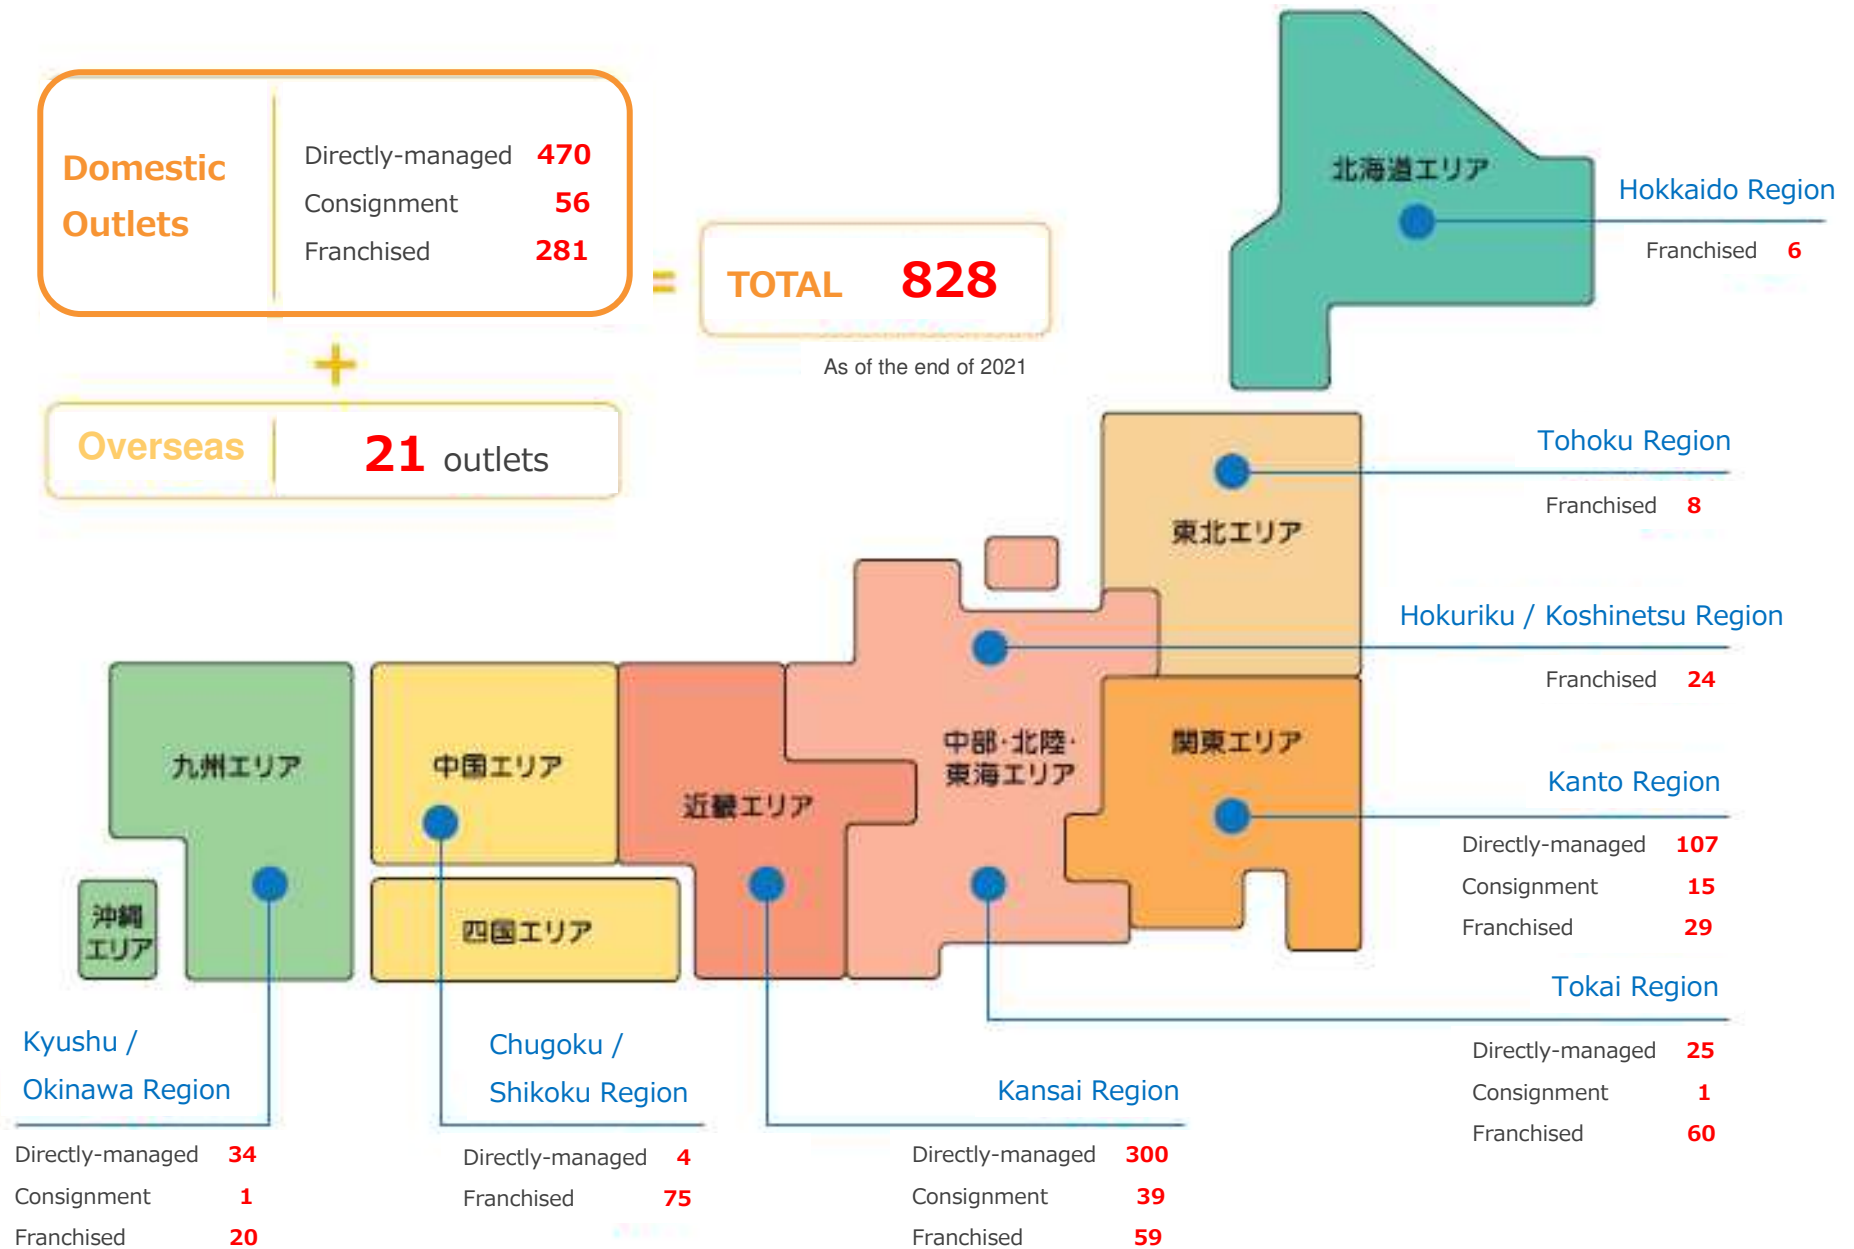 Domestic
Outlets
Directly-managed 470
Consignment 56
Franchised 281
+
Overseas 21 outlets
=
TOTAL 828
As of the end of 2021
北海道エリア
Hokkaido Region
Franchised 6
東北エリア
Tohoku Region
Franchised 8
Hokuriku / Koshinetsu Region
Franchised 24
中部・北陸・
東海エリア
関東エリア
Kanto Region
Directly-managed 107
Consignment 15
Franchised 29
Tokai Region
Directly-managed 25
Consignment 1
Franchised 60
近畿エリア
Kansai Region
Directly-managed 300
Consignment 39
Franchised 59
中国エリア
四国エリア
Chugoku /
Shikoku Region
Directly-managed 4
Franchised 75
九州エリア
沖縄
エリア
Kyushu /
Okinawa Region
Directly-managed 34
Consignment 1
Franchised 20